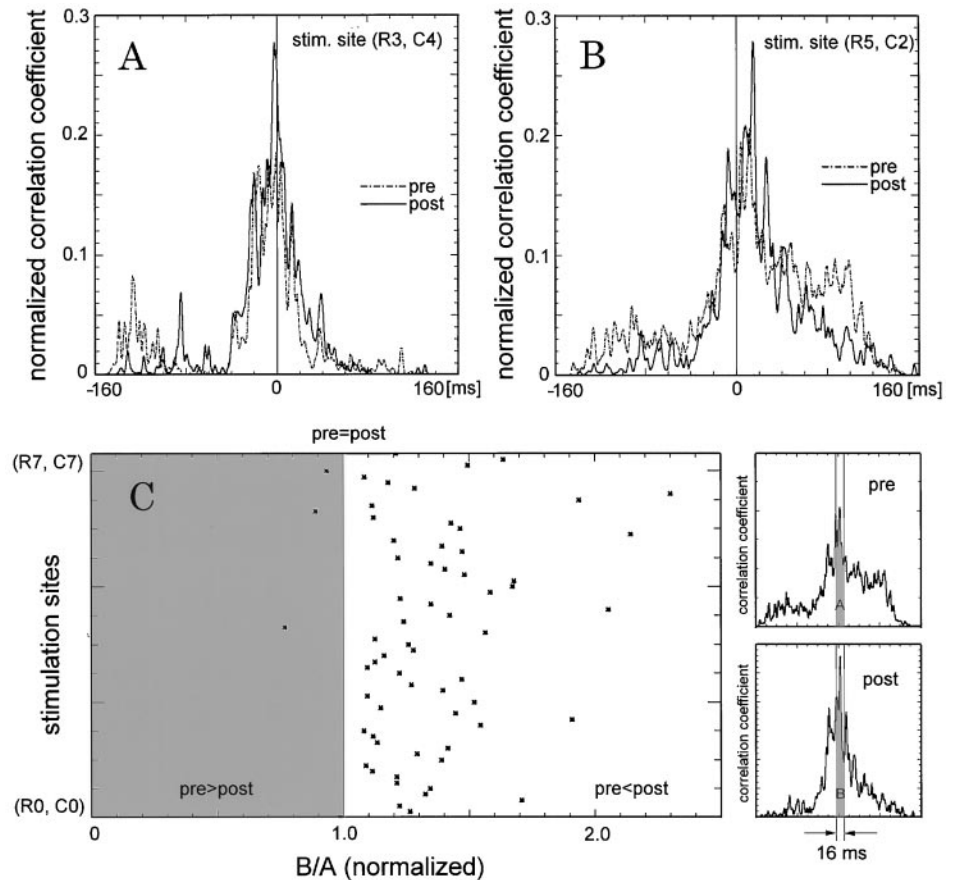 0.3
0.2
0.1
0
normalized correlation coefficient
A
stim. site (R3, C4)
pre
post
-160
0
160 [ms]
0.3
0.2
0.1
0
normalized correlation coefficient
B
stim. site (R5, C2)
pre
post
-160
0
160 [ms]
pre=post
(R7, C7)
(R0, C0)
stimulation sites
C
pre>post
pre<post
0
1.0
2.0
B/A (normalized)
correlation coefficient
pre
A
correlation coefficient
post
B
16 ms